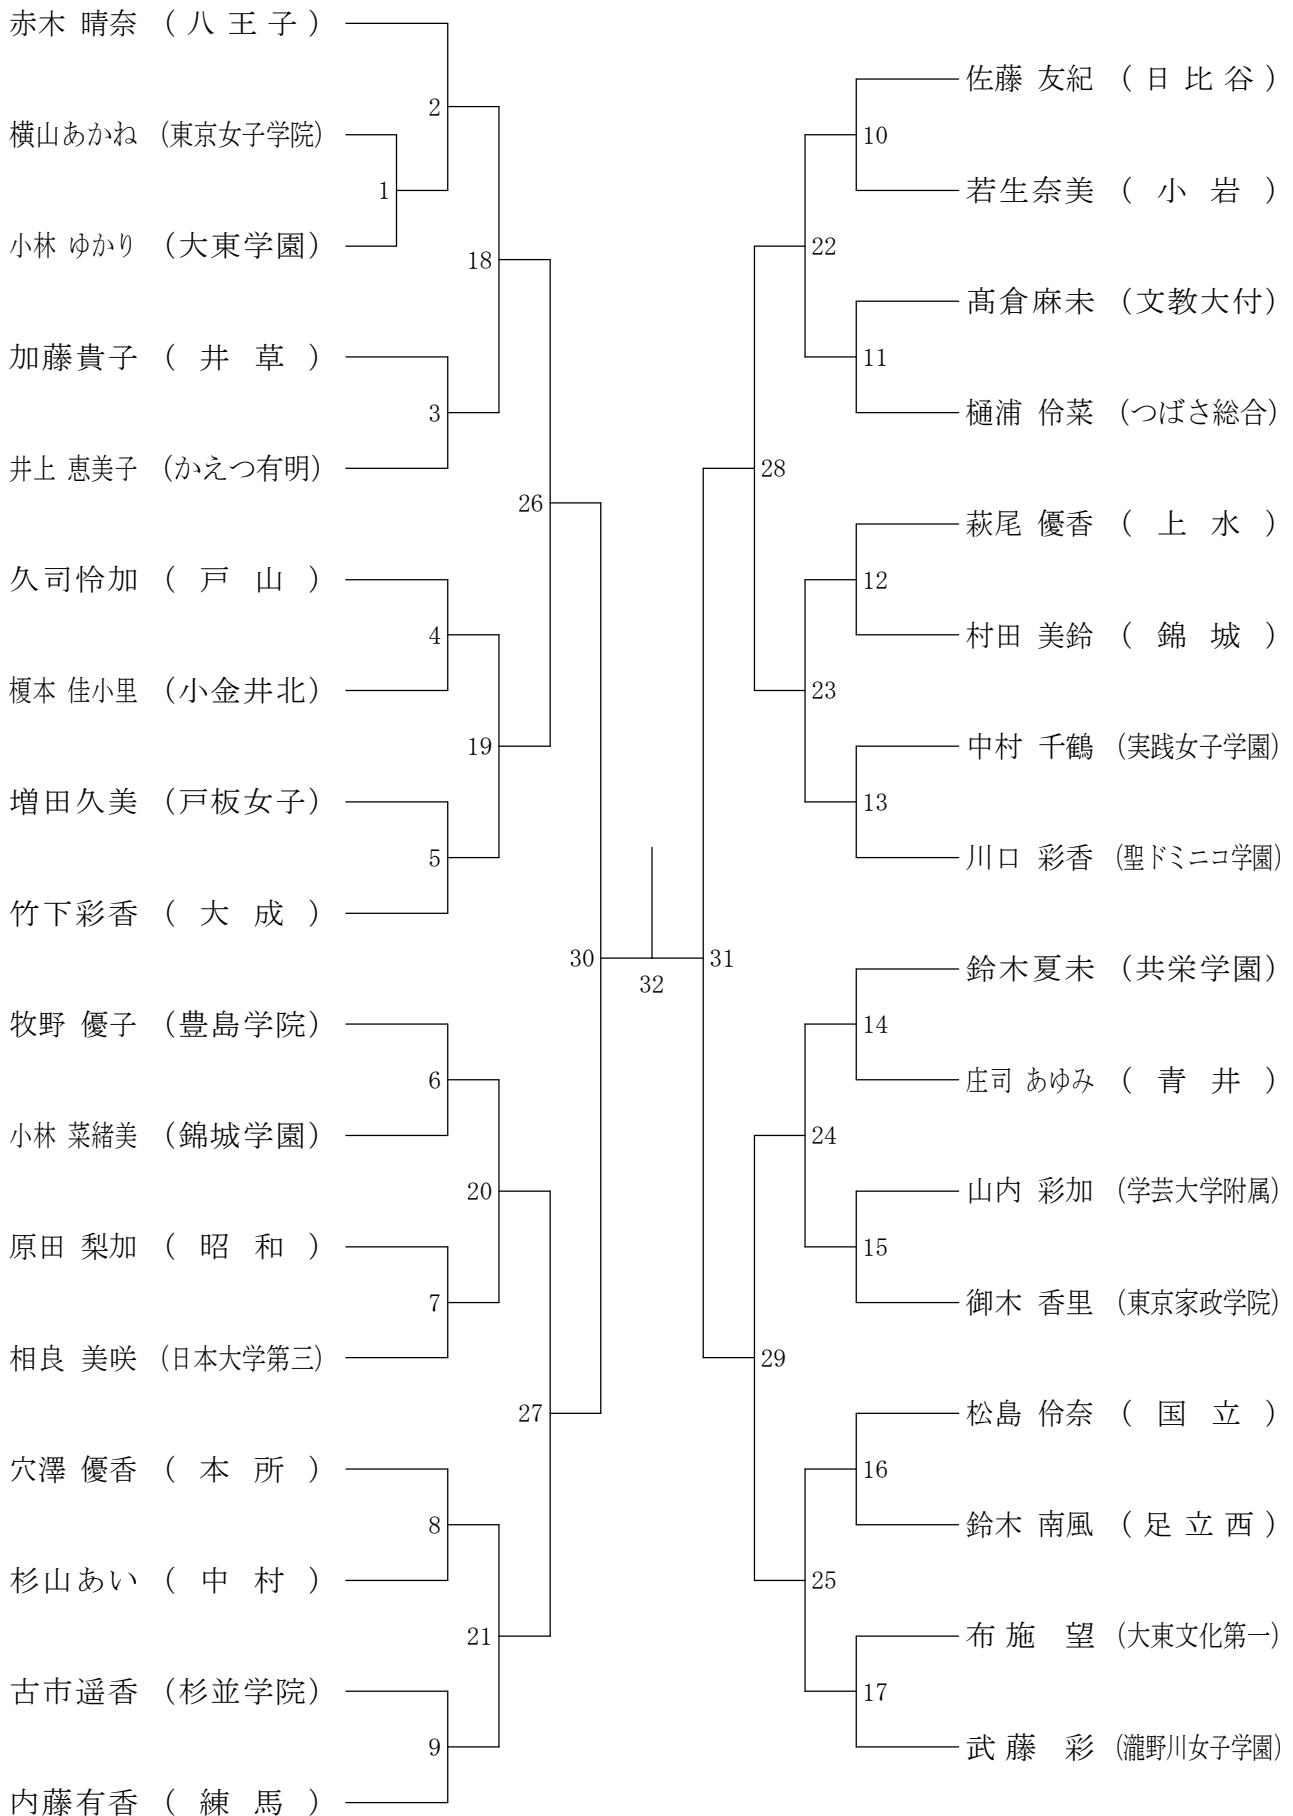 赤木 晴奈 (八王子)
横山あかね (東京女子学院)
小林 ゆかり (大東学園)
加藤貴子 (井草)
井上 恵美子 (かえつ有明)
久司怜加 (戸山)
榎本 佳小里 (小金井北)
増田久美 (戸板女子)
竹下彩香 (大成)
牧野 優子 (豊島学院)
小林 菜緒美 (錦城学園)
原田 梨加 (昭和)
相良 美咲 (日本大学第三)
穴澤 優香 (本所)
杉山あい (中村)
古市遥香 (杉並学院)
内藤有香 (練馬)
1
2
3
4
5
6
7
8
9
18
19
20
21
26
27
30
32
31
28
29
22
23
24
25
10
11
12
13
14
15
16
17
佐藤 友紀 (日比谷)
若生奈美 (小岩)
髙倉麻未 (文教大付)
樋浦 伶菜 (つばさ総合)
萩尾 優香 (上水)
村田 美鈴 (錦城)
中村 千鶴 (実践女子学園)
川口 彩香 (聖ドミニコ学園)
鈴木夏未 (共栄学園)
庄司 あゆみ (青井)
山内 彩加 (学芸大学附属)
御木 香里 (東京家政学院)
松島 伶奈 (国立)
鈴木 南風 (足立西)
布施 望 (大東文化第一)
武藤 彩 (瀧野川女子学園)